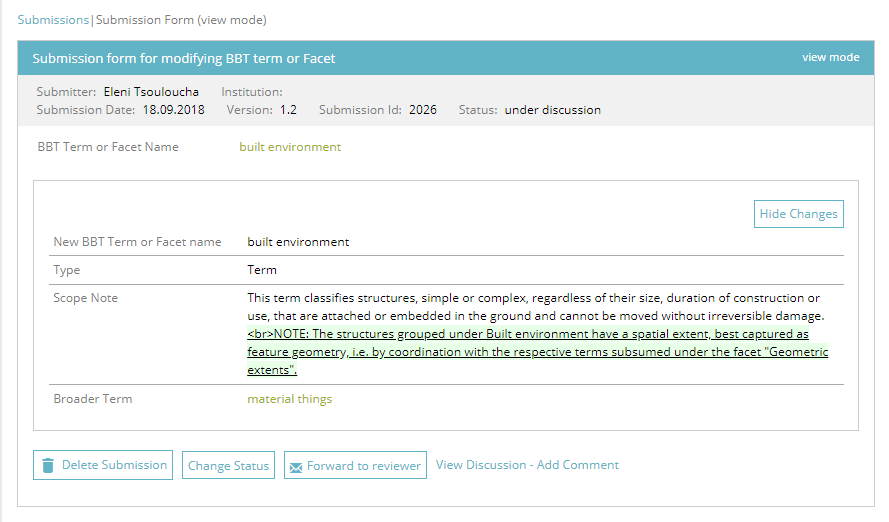 Submissions|Submission Form (view mode)
Submission form for modifying BBT term or Facet view mode
Submitter: Eleni Tsouloucha Institution:
Submission Date: 18.09.2018 Version: 1.2 Submission Id: 2026 Status: under discussion
BBT Term or Facet Name built environment
Hide Changes
New BBT Term or Facet name built environment
Type Term
Scope Note This term classifies structures, simple or complex, regardless of their size, duration of construction or
use, that are attached or embedded in the ground and cannot be moved without irreversible damage.
<br>NOTE: The structures grouped under Built environment have a spatial extent, best captured as
feature geometry, i.e. by coordination with the respective terms subsumed under the facet "Geometric
extents".
Broader Term material things
Delete Submission Change Status Forward to reviewer View Discussion - Add Comment